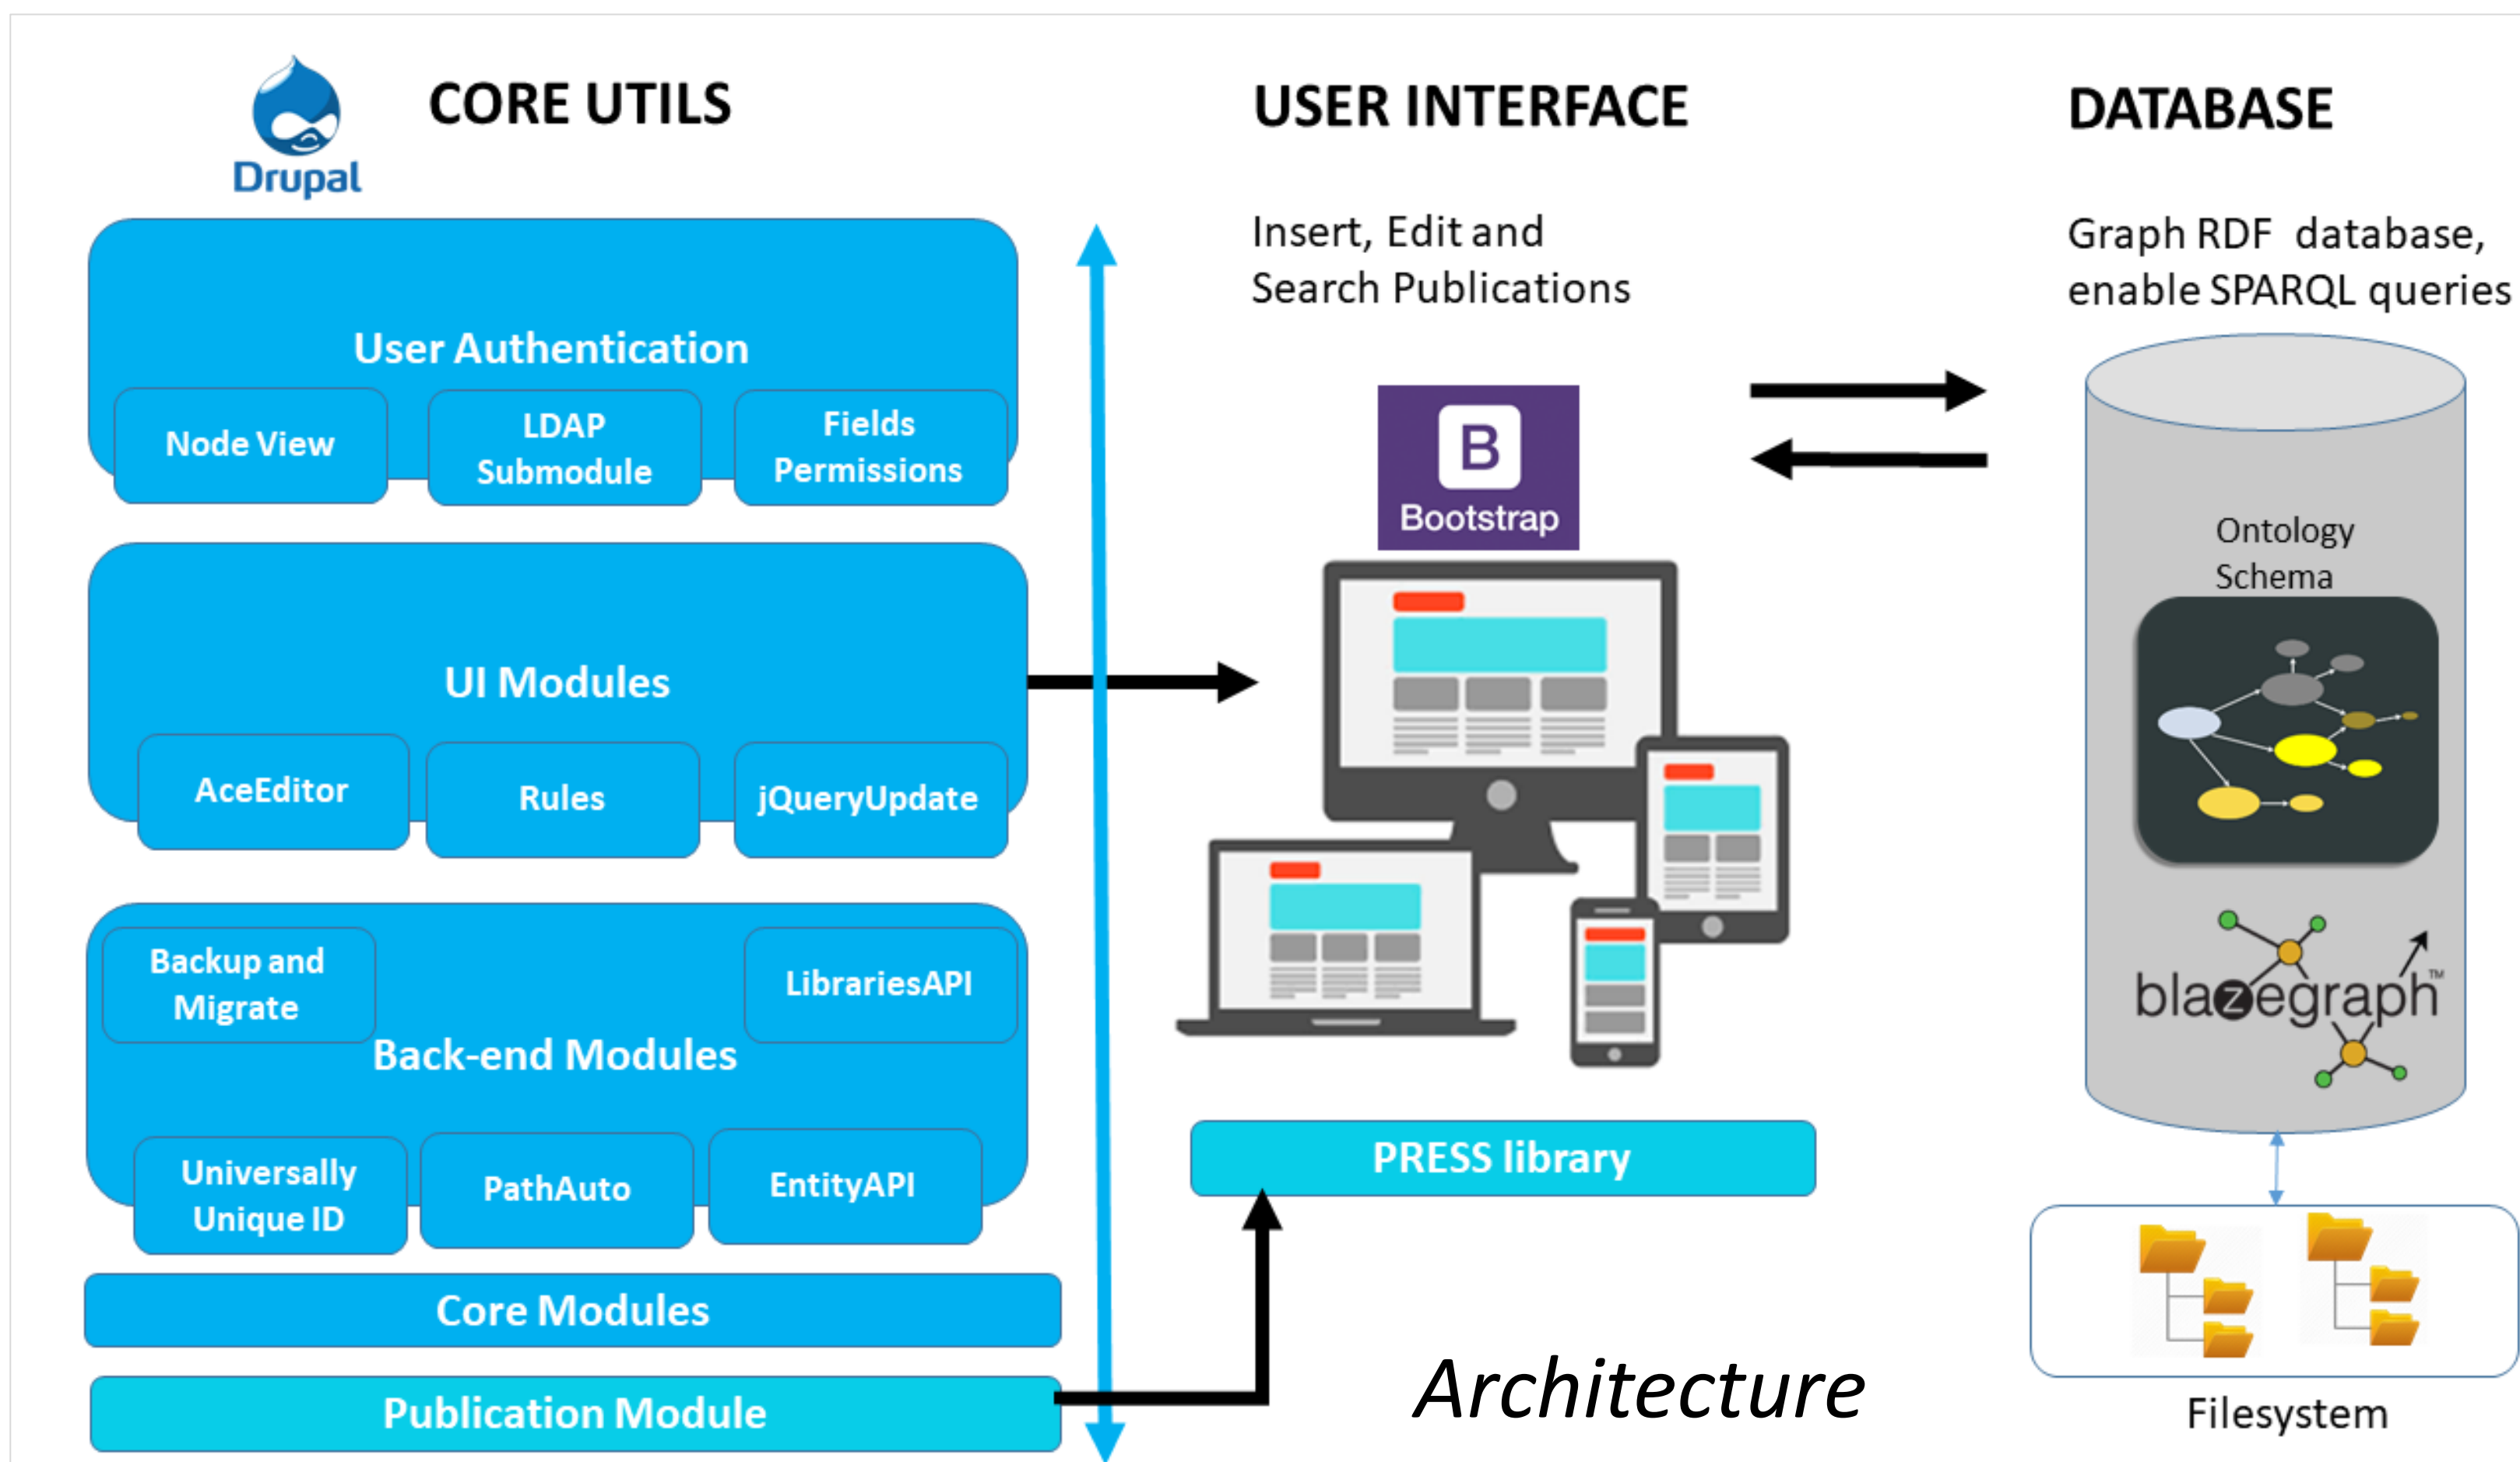 CORE UTILS
Drupal
User Authentication
Node View
LDAP
Submodule
Fields
Permissions
UI Modules
AceEditor
Rules
jQueryUpdate
Backup and
Migrate
LibrariesAPI
Back-end Modules
Universally
Unique ID
PathAuto
EntityAPI
Core Modules
Publication Module
USER INTERFACE
Insert, Edit and
Search Publications
B
Bootstrap
PRESS library
Architecture
DATABASE
Graph RDF database,
enable SPARQL queries
Ontology
Schema
blazegraph™
Filesystem